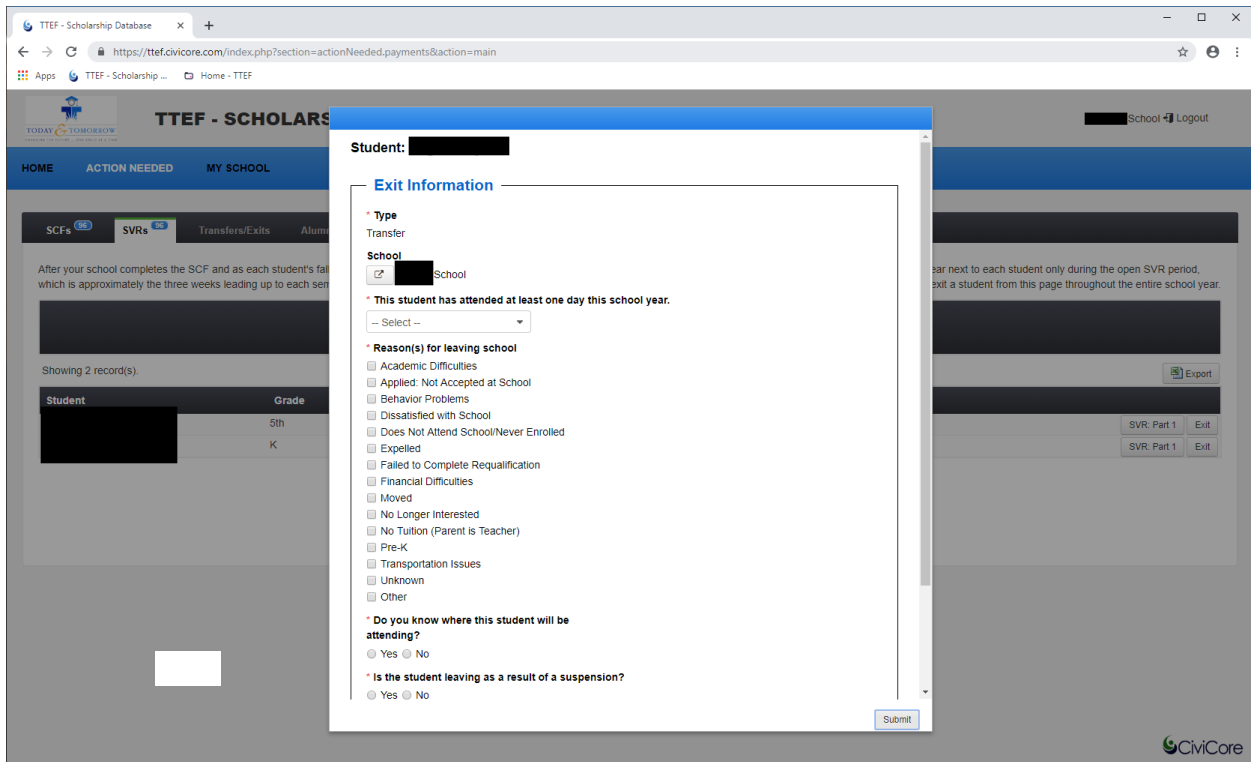 TTEF - Scholarship Database
https://ttef.civicore.com/index.php?section=actionNeeded.payments&action=main
Apps TTEF - Scholarship ... Home - TTEF
TODAY & TOMORROW
TTEF - SCHOLARS
School Logout
HOME ACTION NEEDED MY SCHOOL
SCFs 96 SVRs 96 Transfers/Exits Alumn
After your school completes the SCF and as each student's fal
ar next to each student only during the open SVR period,
which is approximately the three weeks leading up to each sem
exit a student from this page throughout the entire school year.
Showing 2 record(s).
Export
Student Grade
5th SVR: Part 1 Exit
K SVR: Part 1 Exit
Student:
Exit Information
* Type
Transfer
School
School
* This student has attended at least one day this school year.
-- Select --
* Reason(s) for leaving school
Academic Difficulties
Applied: Not Accepted at School
Behavior Problems
Dissatisfied with School
Does Not Attend School/Never Enrolled
Expelled
Failed to Complete Requalification
Financial Difficulties
Moved
No Longer Interested
No Tuition (Parent is Teacher)
Pre-K
Transportation Issues
Unknown
Other
* Do you know where this student will be
attending?
Yes No
* Is the student leaving as a result of a suspension?
Yes No
Submit
CiviCore